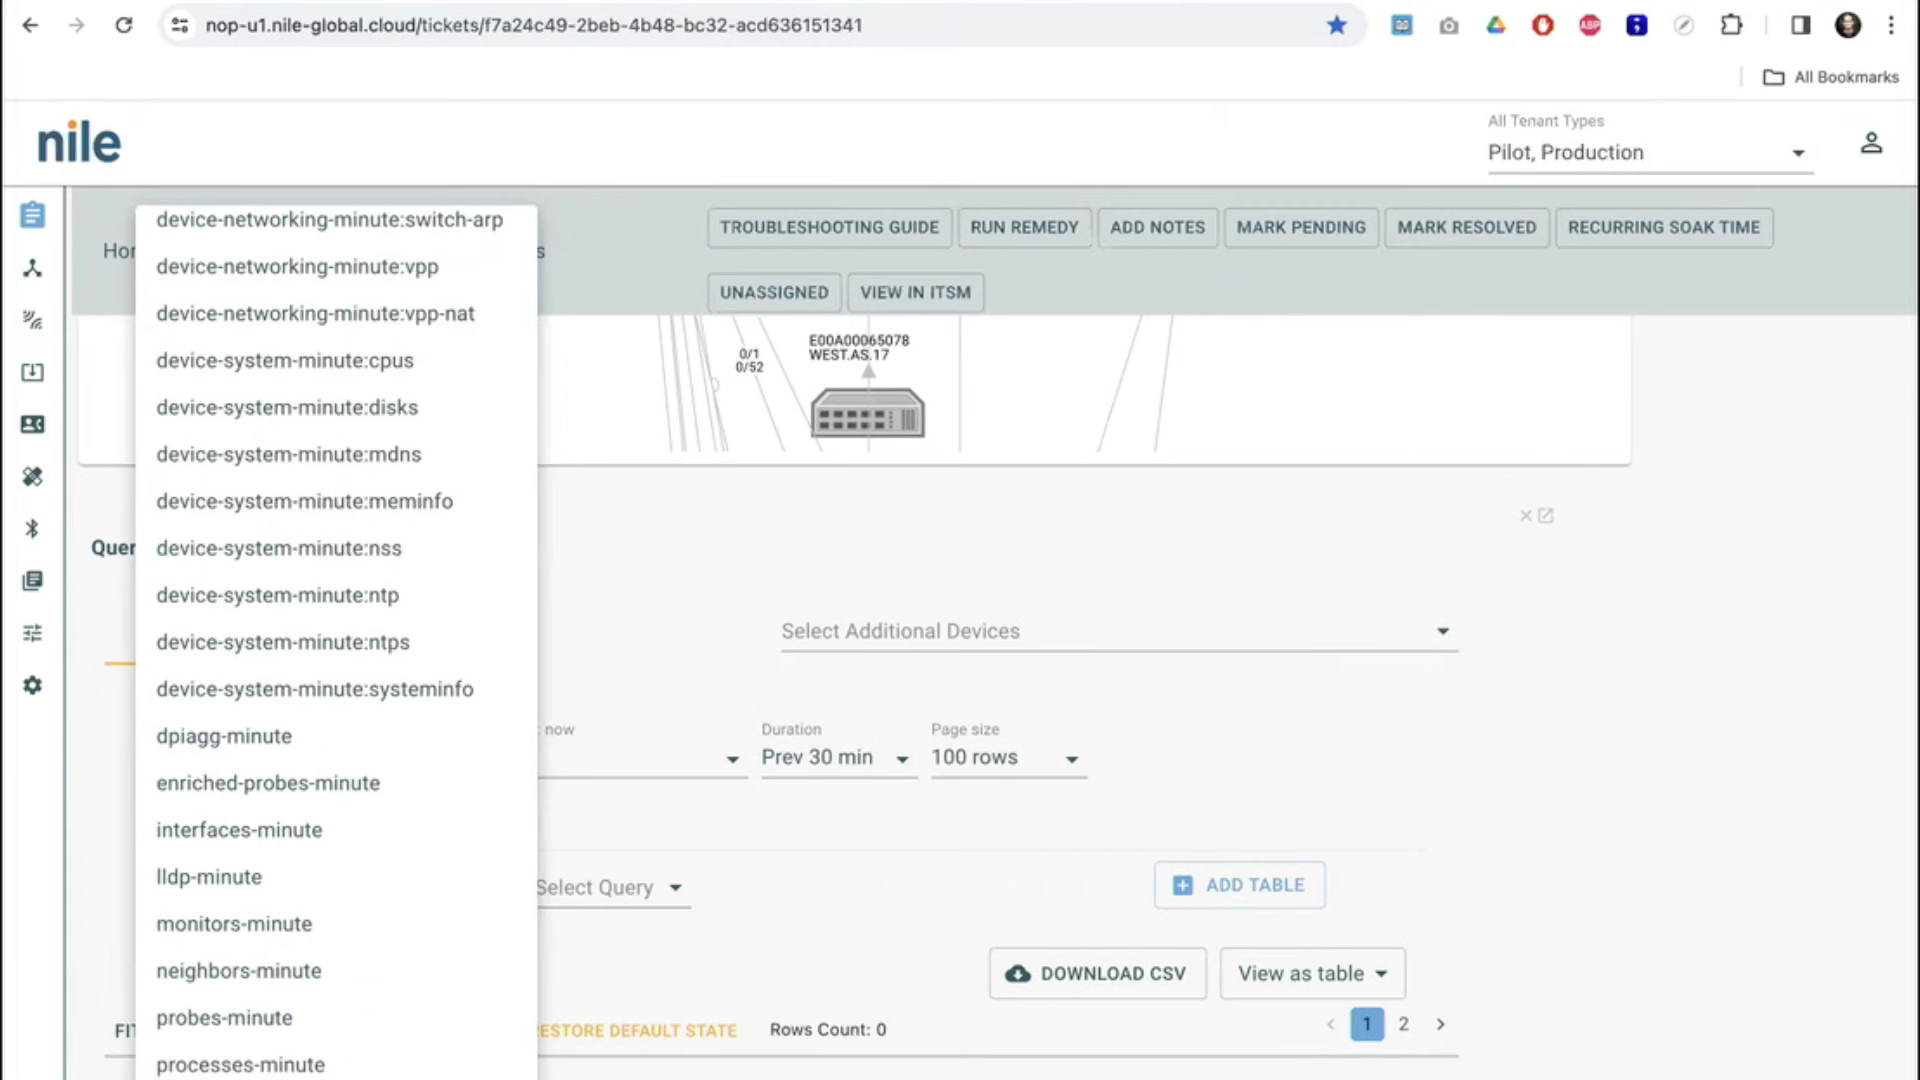 nop-u1.nile-global.cloud/tickets/f7a24c49-2beb-4b48-bc32-acd636151341
ABP
All Bookmarks
nile
All Tenant Types
Pilot, Production
Hor
s
TROUBLESHOOTING GUIDE
RUN REMEDY
ADD NOTES
MARK PENDING
MARK RESOLVED
RECURRING SOAK TIME
UNASSIGNED
VIEW IN ITSM
device-networking-minute:switch-arp
device-networking-minute:vpp
device-networking-minute:vpp-nat
device-system-minute:cpus
device-system-minute:disks
device-system-minute:mdns
device-system-minute:meminfo
device-system-minute:nss
device-system-minute:ntp
device-system-minute:ntps
device-system-minute:systeminfo
dpiagg-minute
enriched-probes-minute
interfaces-minute
lldp-minute
monitors-minute
neighbors-minute
probes-minute
processes-minute
0/1
0/52
E00A00065078
WEST.AS.17
Quer
Select Additional Devices
: now
Duration
Prev 30 min
Page size
100 rows
Select Query
ADD TABLE
DOWNLOAD CSV
View as table
FIT
ESTORE DEFAULT STATE
Rows Count: 0
1
2